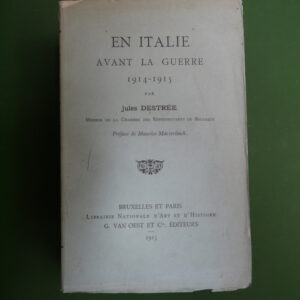 EN ITALIE
AVANT LA GUERRE
1914-1915
PAR
Jules DESTRÉE
Membre de la Chambre des Représentants de Belgique
Préface de Maurice Maeterlinck.
BRUXELLES ET PARIS
Librairie Nationale d'Art et d'Histoire
G. VAN OEST ET Cie, ÉDITEURS
1915